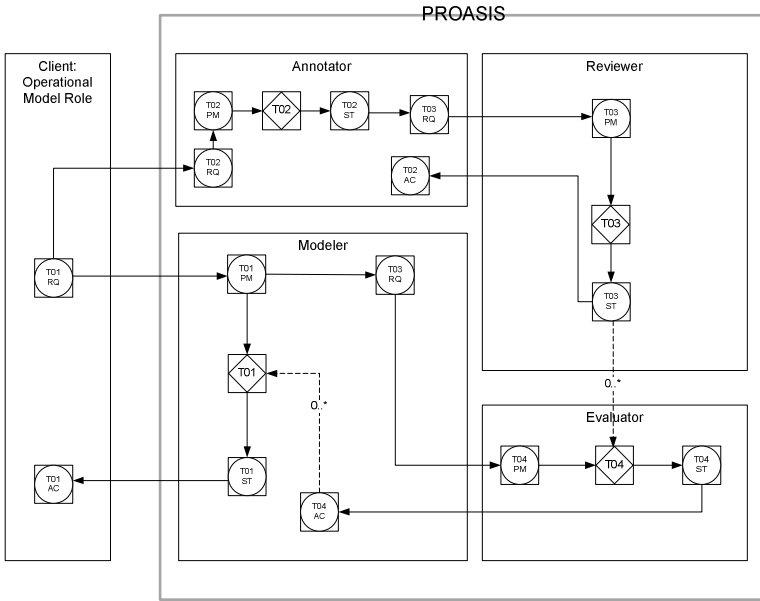 PROASIS
Client:
Operational
Model Role
Annotator
Reviewer
T02
PM
T02
T02
ST
T03
RQ
T03
PM
T02
RQ
T02
AC
T03
Modeler
T01
RQ
T01
PM
T03
RQ
T03
ST
T01
0..*
0..*
Evaluator
T01
AC
T01
ST
T04
PM
T04
T04
ST
T04
AC